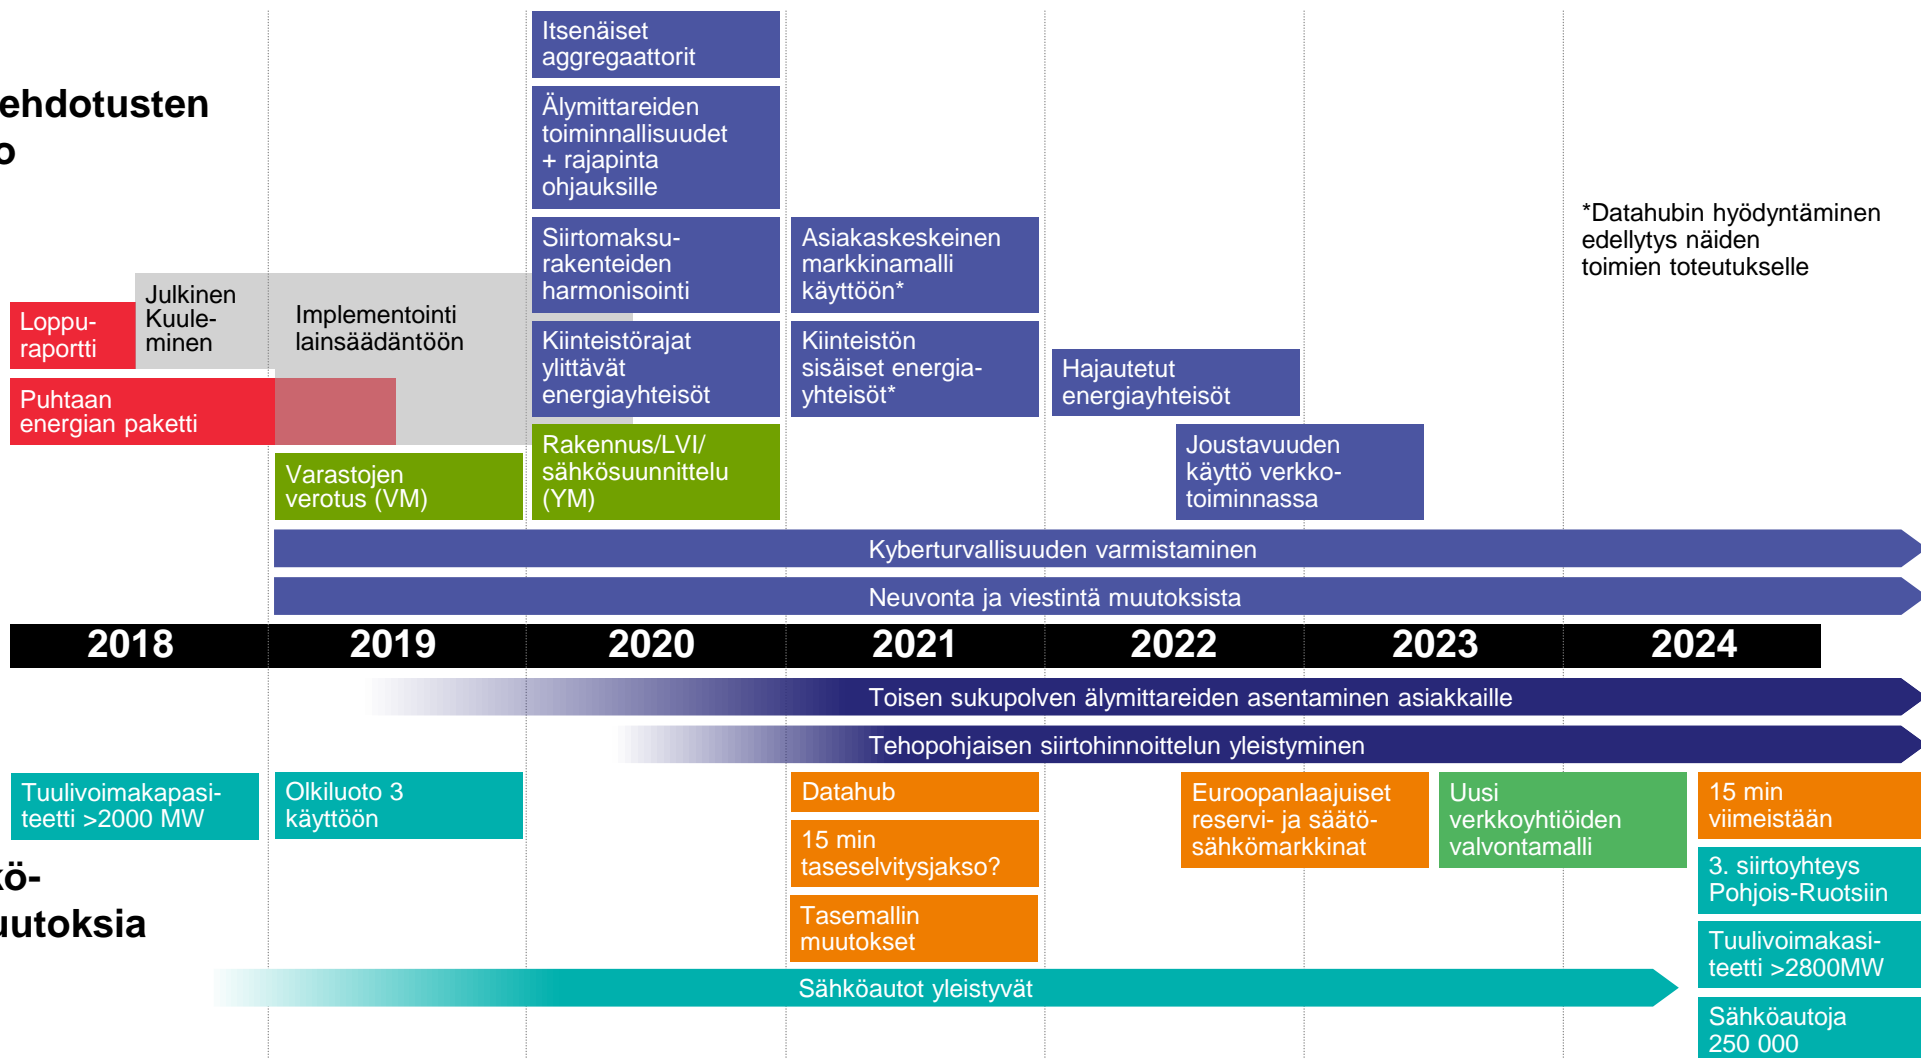 ehdotusten
o
Itsenäiset
aggregaattorit
Älymittareiden
toiminnallisuudet
+ rajapinta
ohjauksille
Siirtomaksu-
rakenteiden
harmonisointi
Asiakaskeskeinen
markkinamalli
käyttöön*
*Datahubin hyödyntäminen
edellytys näiden
toimien toteutukselle
Loppu-
raportti
Julkinen
Kuule-
minen
Implementointi
lainsäädäntöön
Kiinteistörajat
ylittävät
energiayhteisöt
Kiinteistön
sisäiset energia-
yhteisöt*
Hajautetut
energiayhteisöt
Puhtaan
energian paketti
Varastojen
verotus (VM)
Rakennus/LVI/
sähkösuunnittelu
(YM)
Joustavuuden
käyttö verkko-
toiminnassa
Kyberturvallisuuden varmistaminen
Neuvonta ja viestintä muutoksista
2018 2019 2020 2021 2022 2023 2024
Toisen sukupolven älymittareiden asentaminen asiakkaille
Tehopohjaisen siirtohinnoittelun yleistyminen
Tuulivoimakapasi-
teetti >2000 MW
Olkiluoto 3
käyttöön
Datahub
15 min
taseselvitysjakso?
Tasemallin
muutokset
Euroopanlaajuiset
reservi- ja säätö-
sähkömarkkinat
Uusi
verkkoyhtiöiden
valvontamalli
15 min
viimeistään
3. siirtoyhteys
Pohjois-Ruotsiin
Tuulivoimakasi-
teetti >2800MW
Sähköautoja
250 000
kö-
uutoksia
Sähköautot yleistyvät